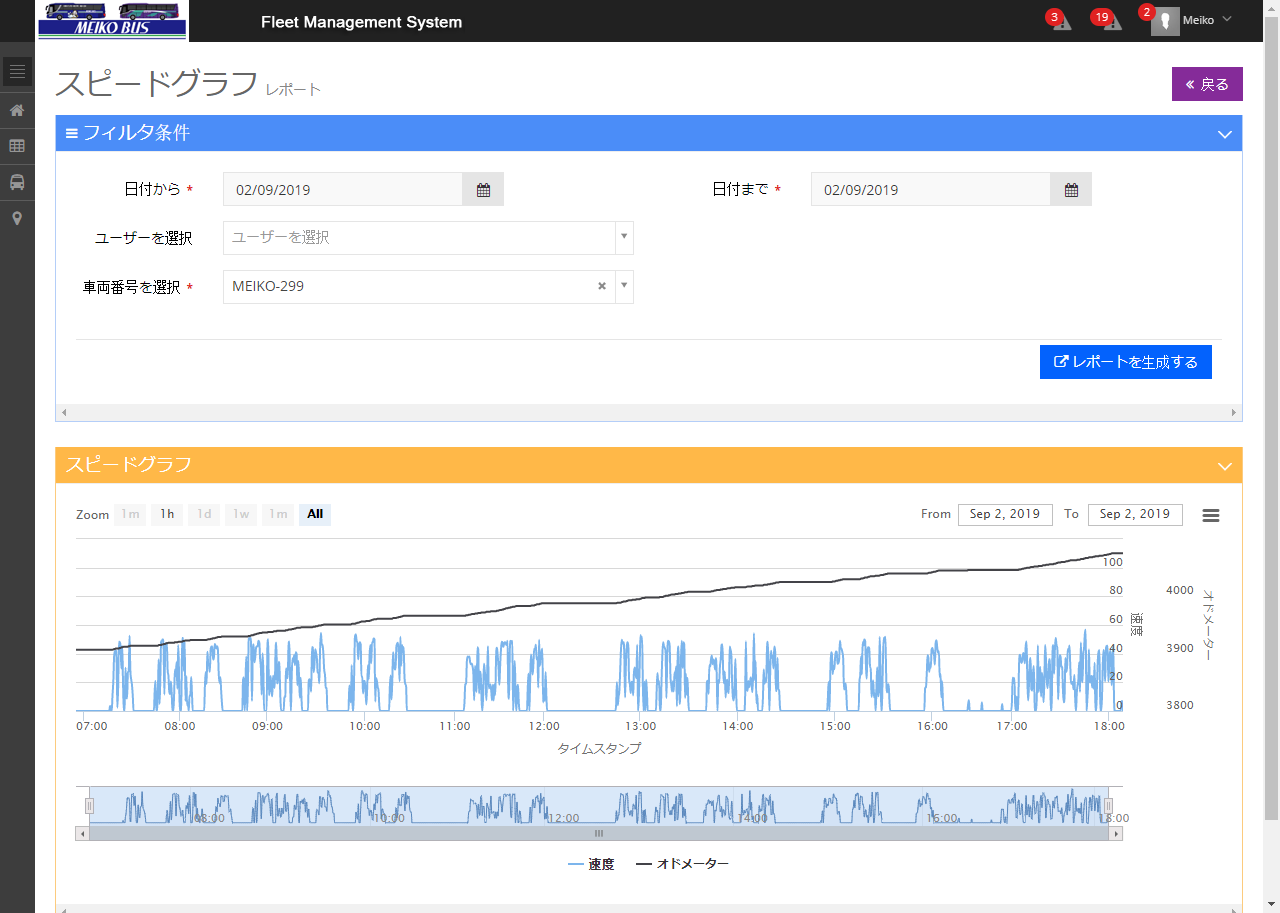 MEIKO BUS
Fleet Management System
3
19
2
Meiko
スピードグラフ レポート
« 戻る
フィルタ条件
日付から *
02/09/2019
日付まで *
02/09/2019
ユーザーを選択
ユーザーを選択
車両番号を選択 *
MEIKO-299
レポートを生成する
スピードグラフ
Zoom 1m 1h 1d 1w 1m All
From Sep 2, 2019 To Sep 2, 2019
100
80
60
40
20
0
速度
4000
3900
3800
オドメーター
07:00 08:00 09:00 10:00 11:00 12:00 13:00 14:00 15:00 16:00 17:00 18:00
タイムスタンプ
08:00 10:00 12:00 14:00 16:00 18:00
速度 オドメーター